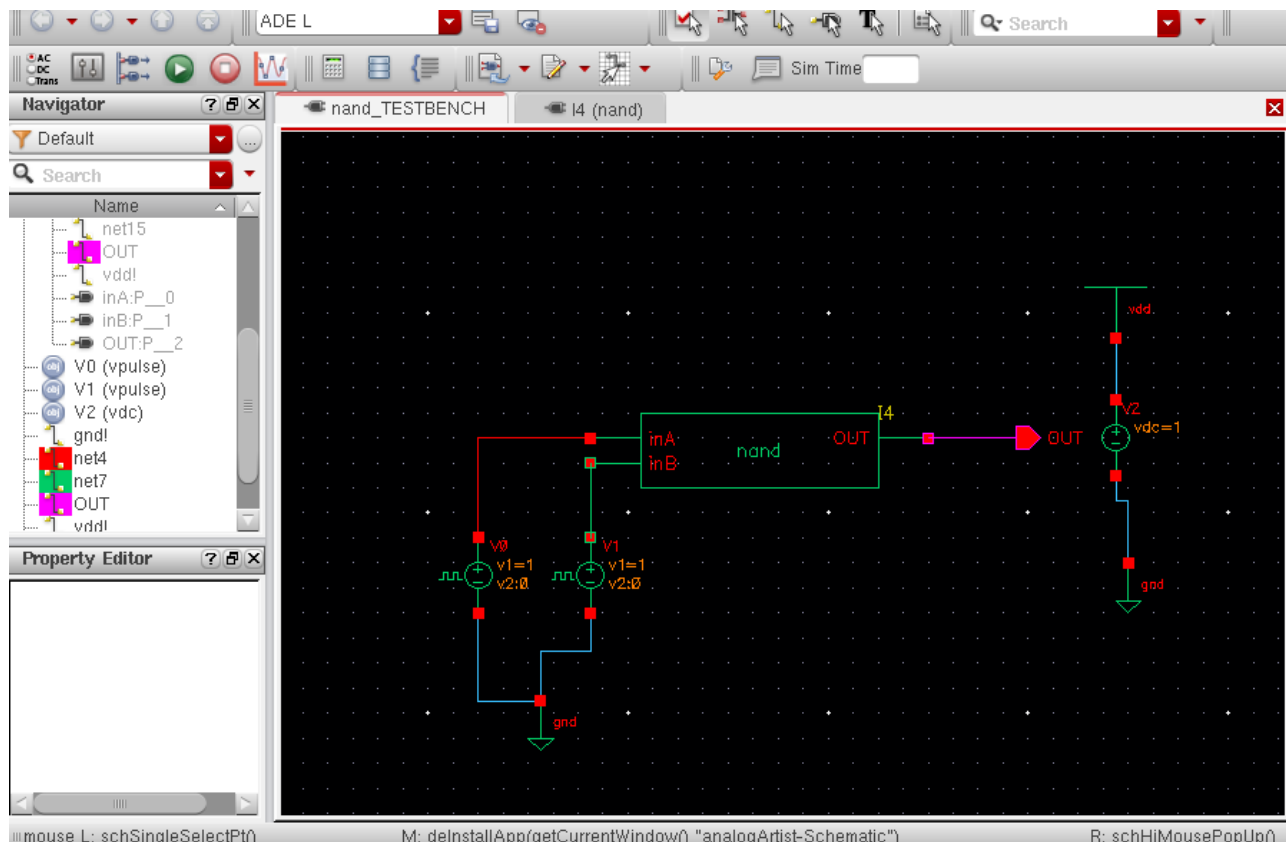 ADE L
Search
AC
DC
Trans
Sim Time
Navigator
nand_TESTBENCH
I4 (nand)
Default
Search
Name
net15
OUT
vdd!
inA:P__0
inB:P__1
OUT:P__2
V0 (vpulse)
V1 (vpulse)
V2 (vdc)
gnd!
net4
net7
OUT
vdd!
Property Editor
vdd
V2
vdc=1
gnd
I4
inA
inB
nand
OUT
OUT
V0
v1=1
v2:0
V1
v1=1
v2:0
gnd
mouse L: schSingleSelectPt()
M: deInstallApp(getCurrentWindow() "analogArtist-Schematic")
R: schHiMousePopUp()